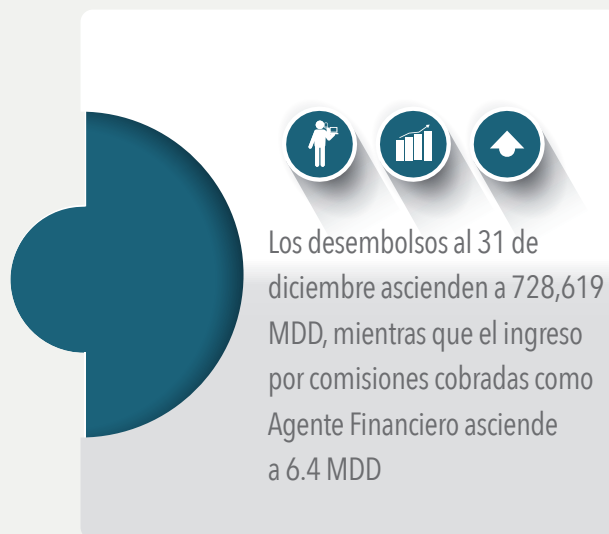 Los desembolsos al 31 de
diciembre ascienden a 728,619
MDD, mientras que el ingreso
por comisiones cobradas como
Agente Financiero asciende
a 6.4 MDD